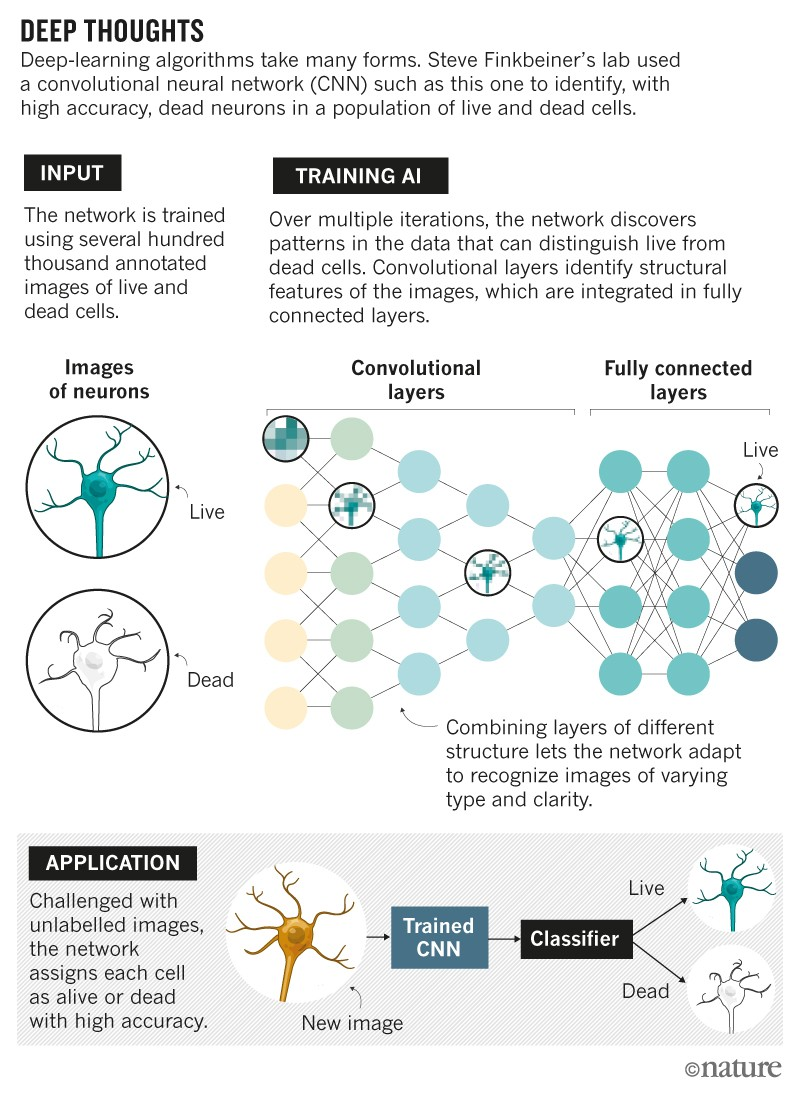 DEEP THOUGHTS
Deep-learning algorithms take many forms. Steve Finkbeiner’s lab used
a convolutional neural network (CNN) such as this one to identify, with
high accuracy, dead neurons in a population of live and dead cells.
INPUT
The network is trained
using several hundred
thousand annotated
images of live and
dead cells.
TRAINING AI
Over multiple iterations, the network discovers
patterns in the data that can distinguish live from
dead cells. Convolutional layers identify structural
features of the images, which are integrated in fully
connected layers.
Images
of neurons
Live
Dead
Convolutional
layers
Fully connected
layers
Live
Combining layers of different
structure lets the network adapt
to recognize images of varying
type and clarity.
APPLICATION
Challenged with
unlabelled images,
the network
assigns each cell
as alive or dead
with high accuracy.
New image
Trained
CNN
Classifier
Live
Dead
©nature